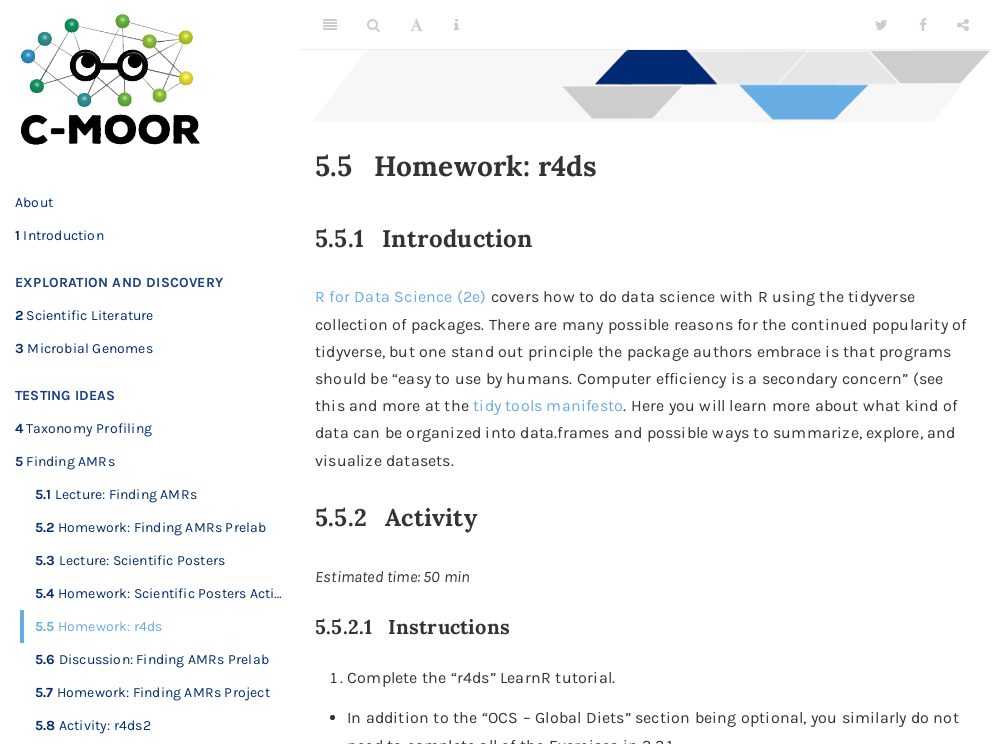 C-MOOR
About
1 Introduction
EXPLORATION AND DISCOVERY
2 Scientific Literature
3 Microbial Genomes
TESTING IDEAS
4 Taxonomy Profiling
5 Finding AMRs
5.1 Lecture: Finding AMRs
5.2 Homework: Finding AMRs Prelab
5.3 Lecture: Scientific Posters
5.4 Homework: Scientific Posters Acti…
5.5 Homework: r4ds
5.6 Discussion: Finding AMRs Prelab
5.7 Homework: Finding AMRs Project
5.8 Activity: r4ds2
5.5 Homework: r4ds
5.5.1 Introduction
R for Data Science (2e) covers how to do data science with R using the tidyverse
collection of packages. There are many possible reasons for the continued popularity of
tidyverse, but one stand out principle the package authors embrace is that programs
should be “easy to use by humans. Computer efficiency is a secondary concern” (see
this and more at the tidy tools manifesto. Here you will learn more about what kind of
data can be organized into data.frames and possible ways to summarize, explore, and
visualize datasets.
5.5.2 Activity
Estimated time: 50 min
5.5.2.1 Instructions
1. Complete the “r4ds” LearnR tutorial.
• In addition to the “OCS – Global Diets” section being optional, you similarly do not